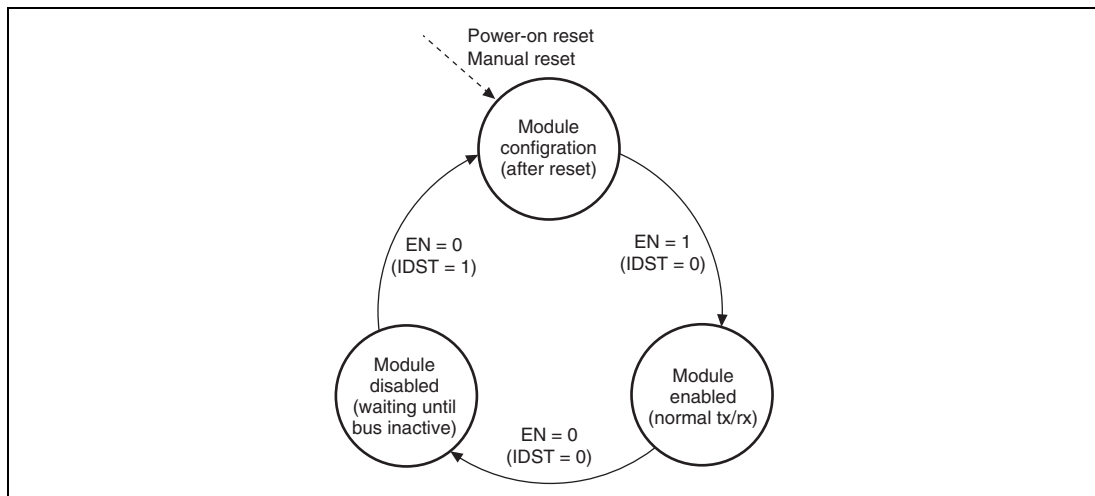 Power-on reset
Manual reset
Module
configration
(after reset)
EN = 0
(IDST = 1)
EN = 1
(IDST = 0)
Module
disabled
(waiting until
bus inactive)
Module
enabled
(normal tx/rx)
EN = 0
(IDST = 0)